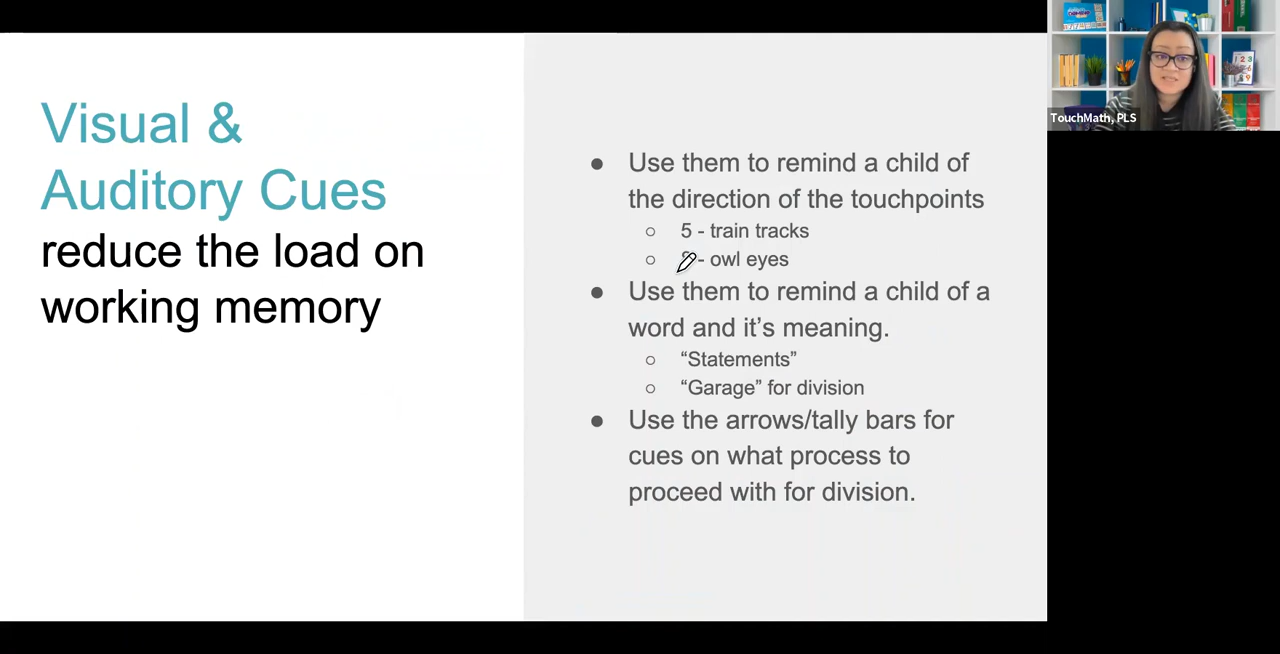 Visual &
Auditory Cues
reduce the load on
working memory
● Use them to remind a child of
the direction of the touchpoints
○ 5 - train tracks
○ - owl eyes
● Use them to remind a child of a
word and it’s meaning.
○ “Statements”
○ “Garage” for division
● Use the arrows/tally bars for
cues on what process to
proceed with for division.
TouchMath, PLS